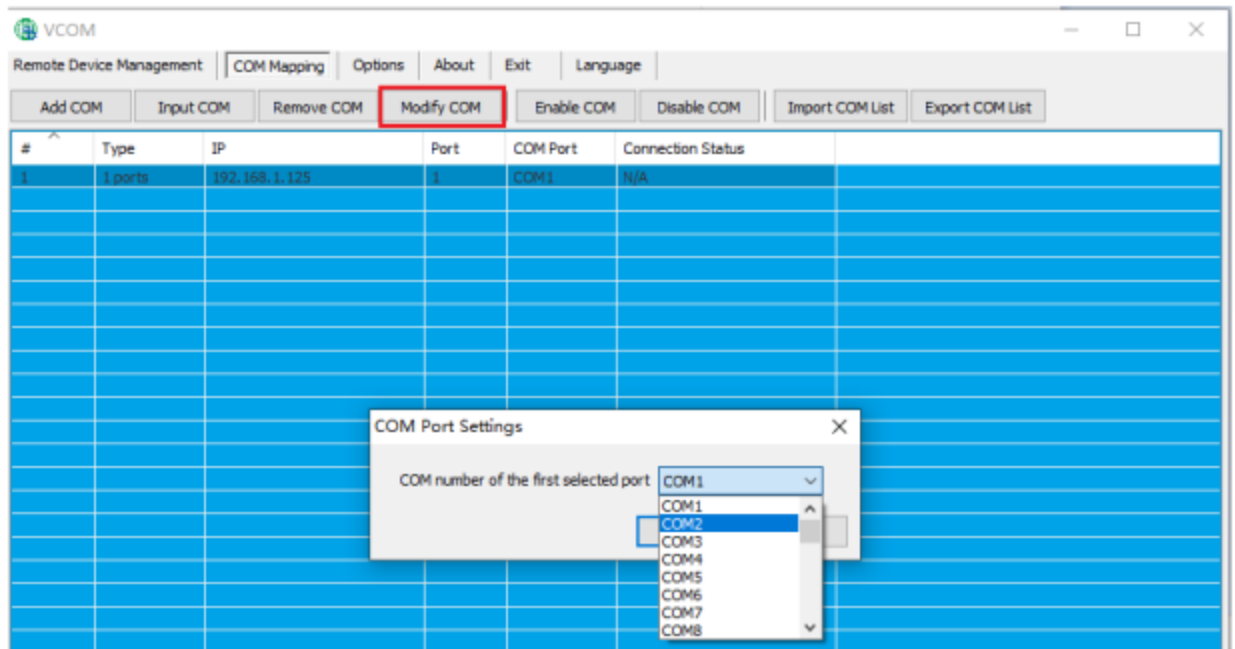 VCOM
Remote Device Management COM Mapping Options About Exit Language
Add COM Input COM Remove COM Modify COM Enable COM Disable COM Import COM List Export COM List
# Type IP Port COM Port Connection Status
1 1 ports 192.168.1.125 1 COM1 N/A
COM Port Settings
COM number of the first selected port COM1
COM1
COM2
COM3
COM4
COM5
COM6
COM7
COM8